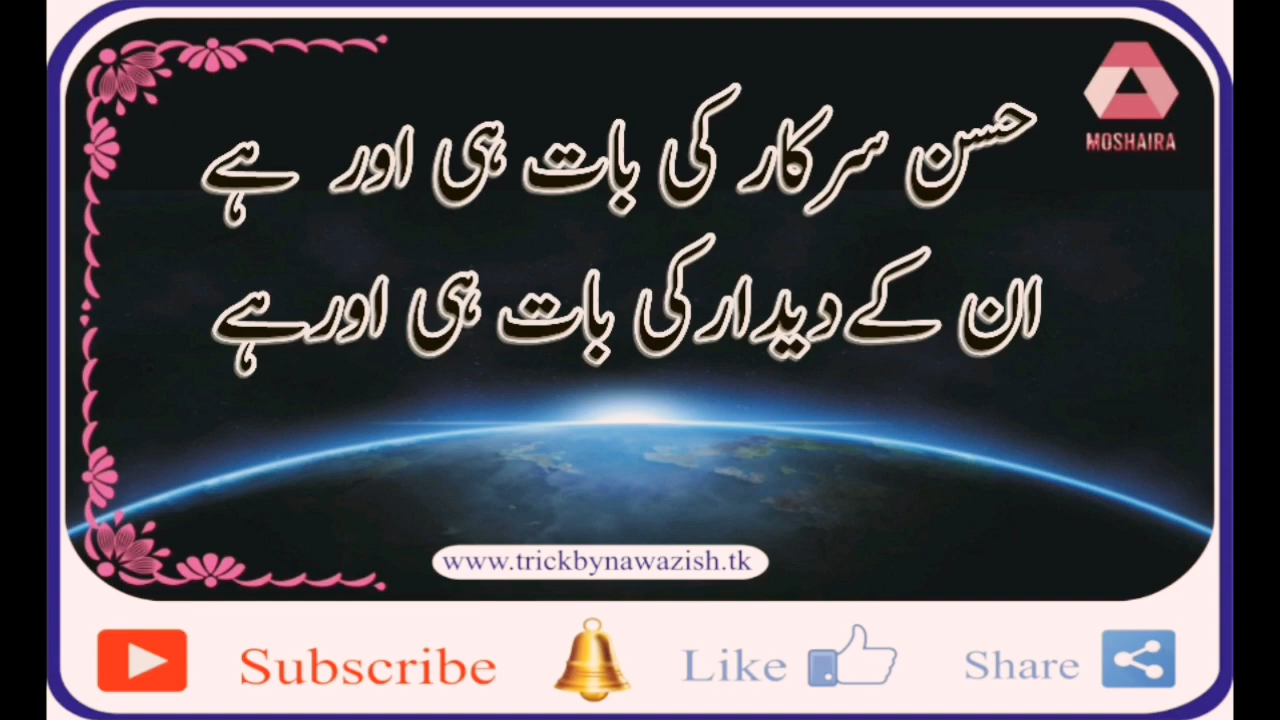 MOSHAIRA
حسن سرکار کی بات ہی اور ہے
ان کے دیدار کی بات ہی اور ہے
www.trickbynawazish.tk
Subscribe Like Share